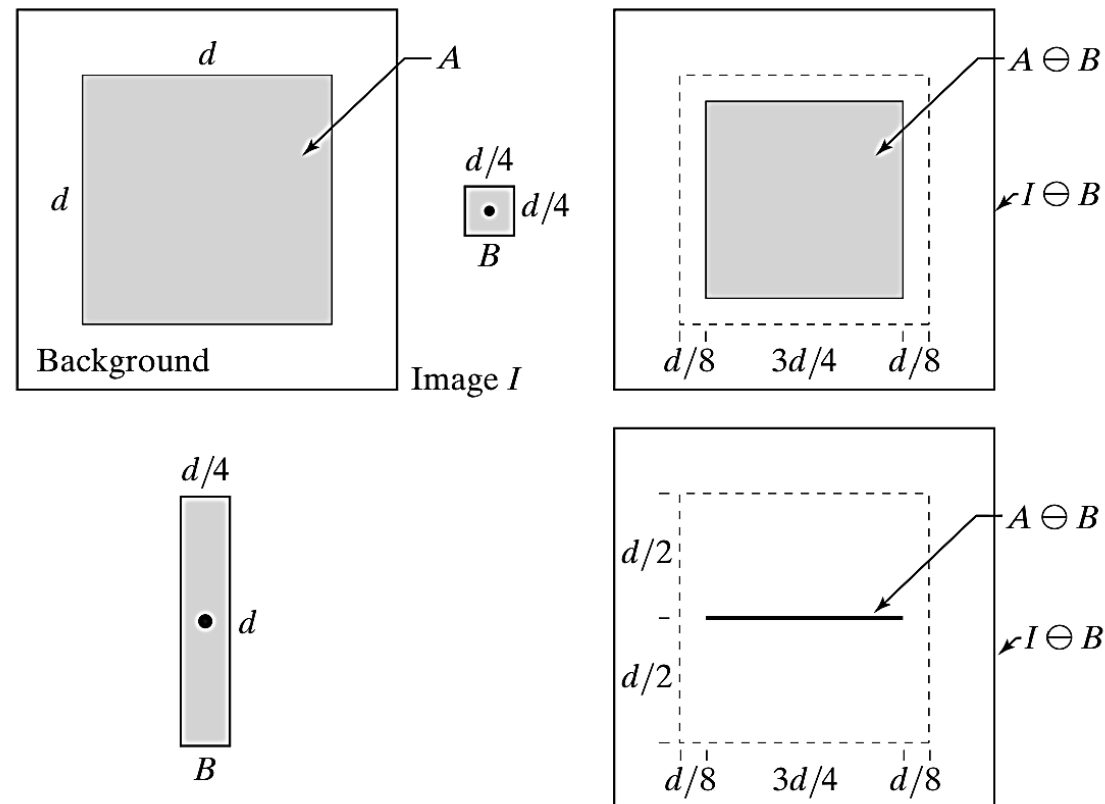 d
A
d
Background
Image I
d/4
d/4
B
A ⊖ B
I ⊖ B
d/8
3d/4
d/8
d/4
d
B
A ⊖ B
d/2
I ⊖ B
d/2
d/8
3d/4
d/8